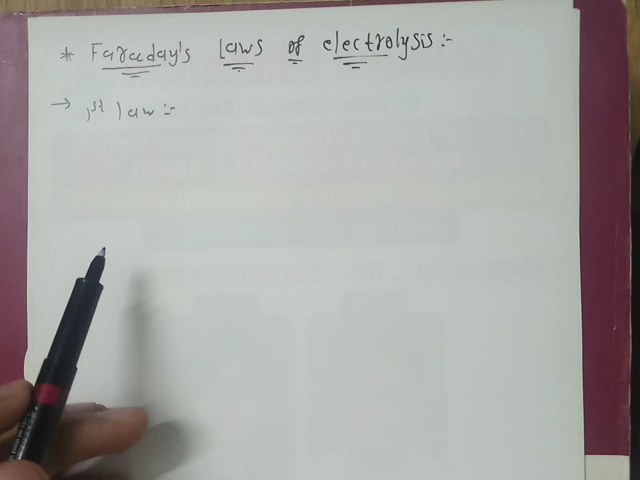 * Faraday's laws of electrolysis :-
→ 1st law :-